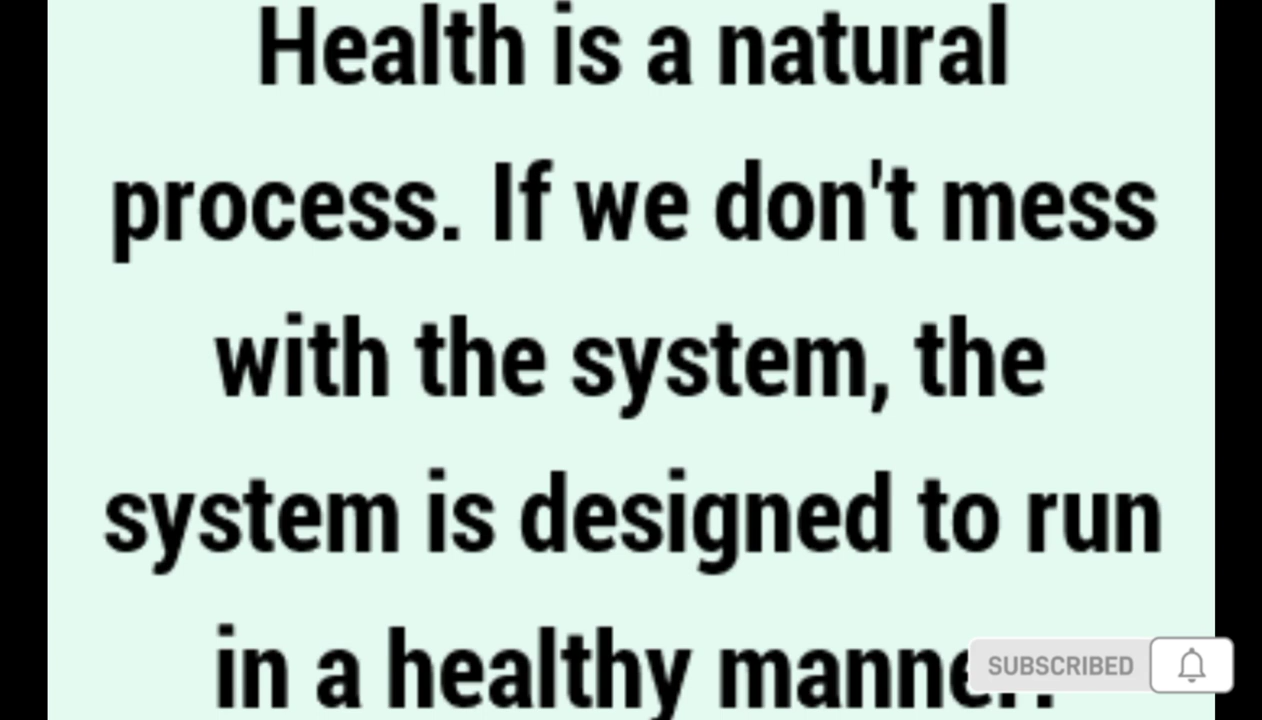 Health is a natural
process. If we don't mess
with the system, the
system is designed to run
in a healthy manner.
SUBSCRIBED